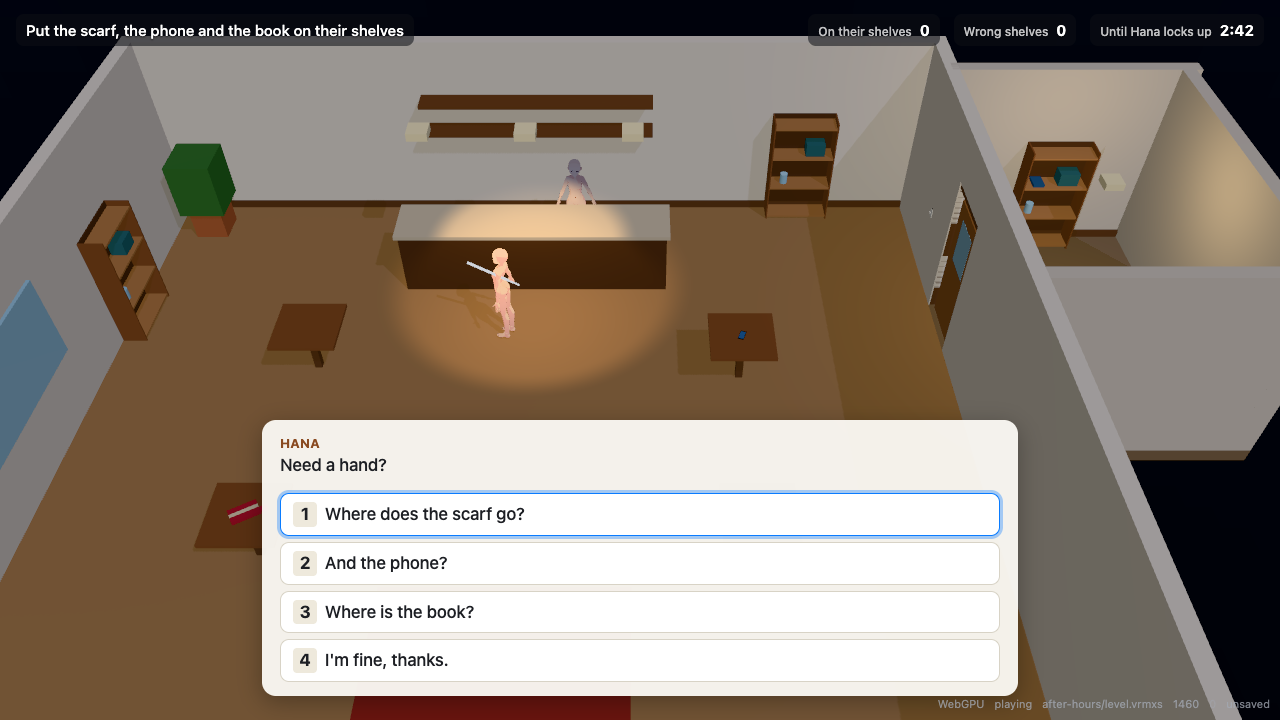 Put the scarf, the phone and the book on their shelves
On their shelves 0
Wrong shelves 0
Until Hana locks up 2:42
HANA
Need a hand?
1 Where does the scarf go?
2 And the phone?
3 Where is the book?
4 I'm fine, thanks.
WebGPU playing after-hours/level.vrmxs 1460 unsaved